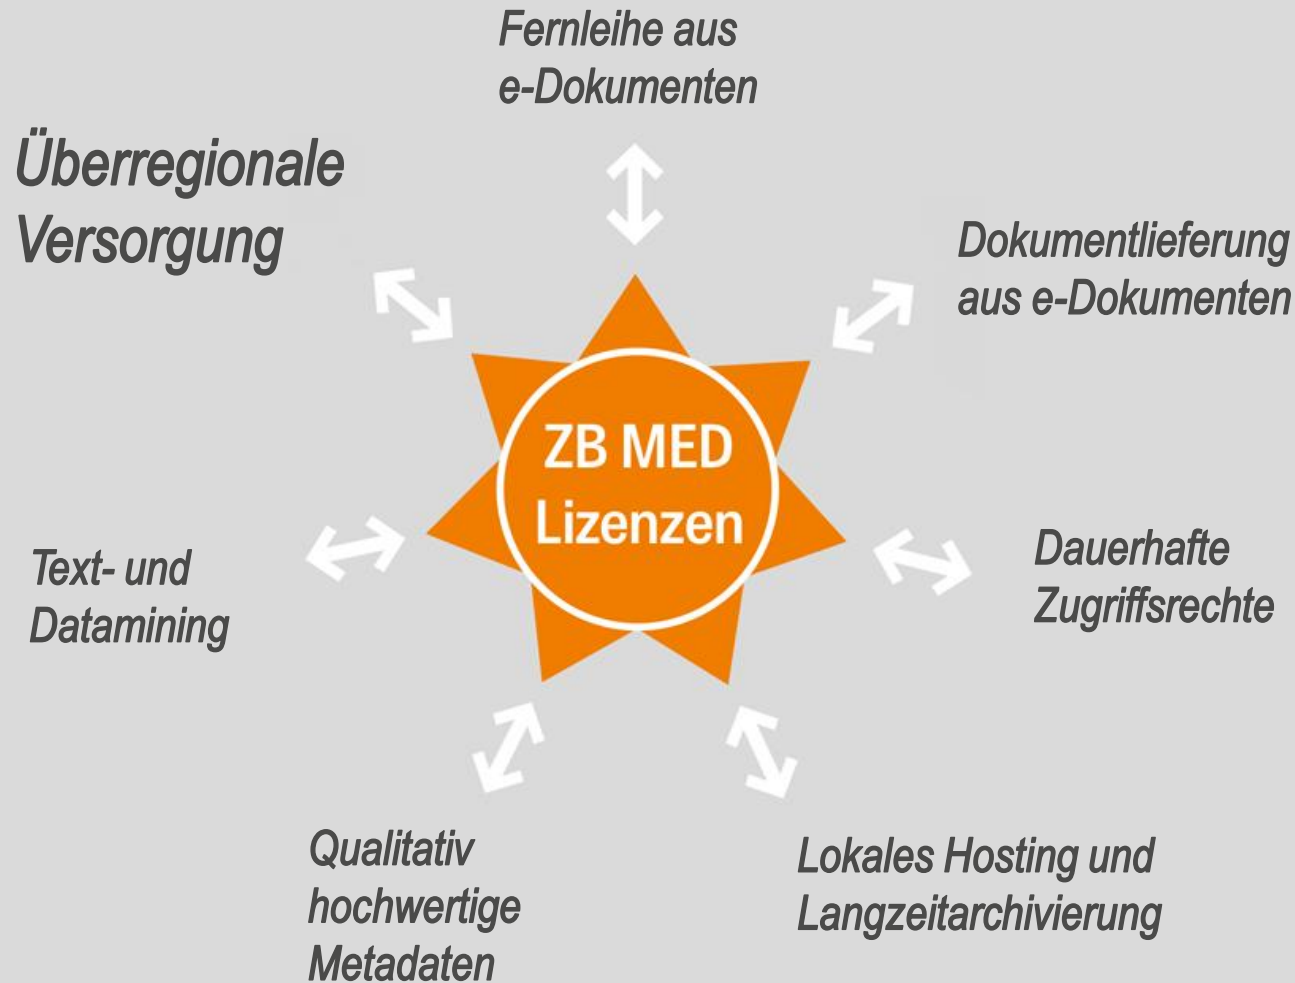 Fernleihe aus
e-Dokumenten
Überregionale
Versorgung
Dokumentlieferung
aus e-Dokumenten
ZB MED
Lizenzen
Text- und
Datamining
Dauerhafte
Zugriffsrechte
Qualitativ
hochwertige
Metadaten
Lokales Hosting und
Langzeitarchivierung